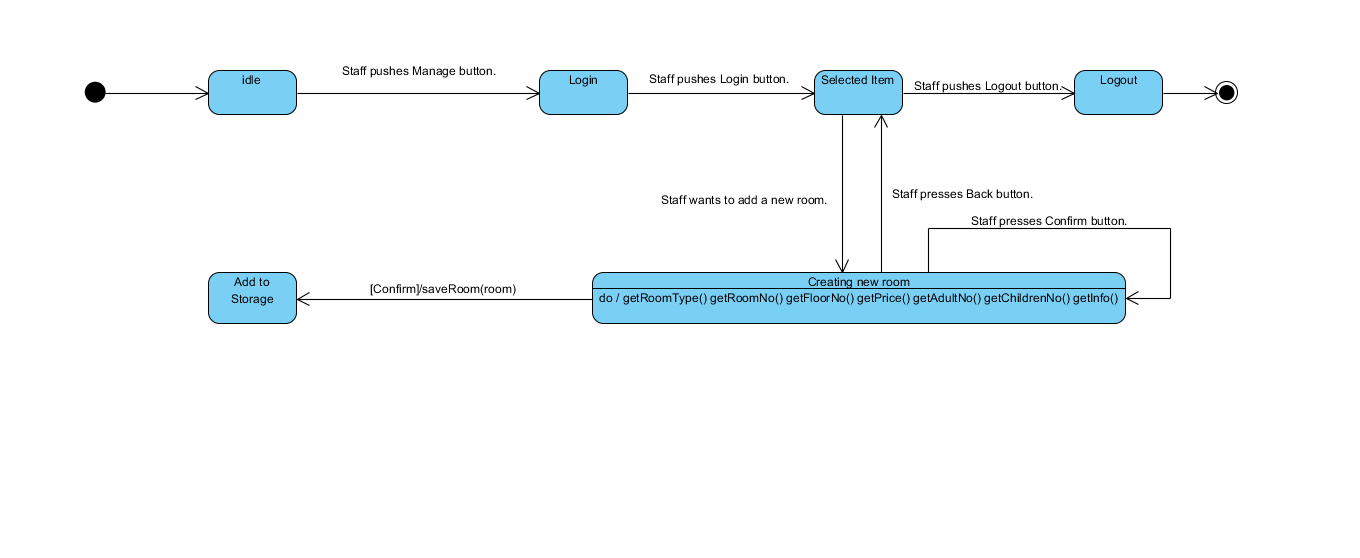 idle
Staff pushes Manage button.
Login
Staff pushes Login button.
Selected Item
Staff pushes Logout button.
Logout
Staff wants to add a new room.
Staff presses Back button.
Staff presses Confirm button.
Add to
Storage
[Confirm]/saveRoom(room)
Creating new room
do / getRoomType() getRoomNo() getFloorNo() getPrice() getAdultNo() getChildrenNo() getInfo()